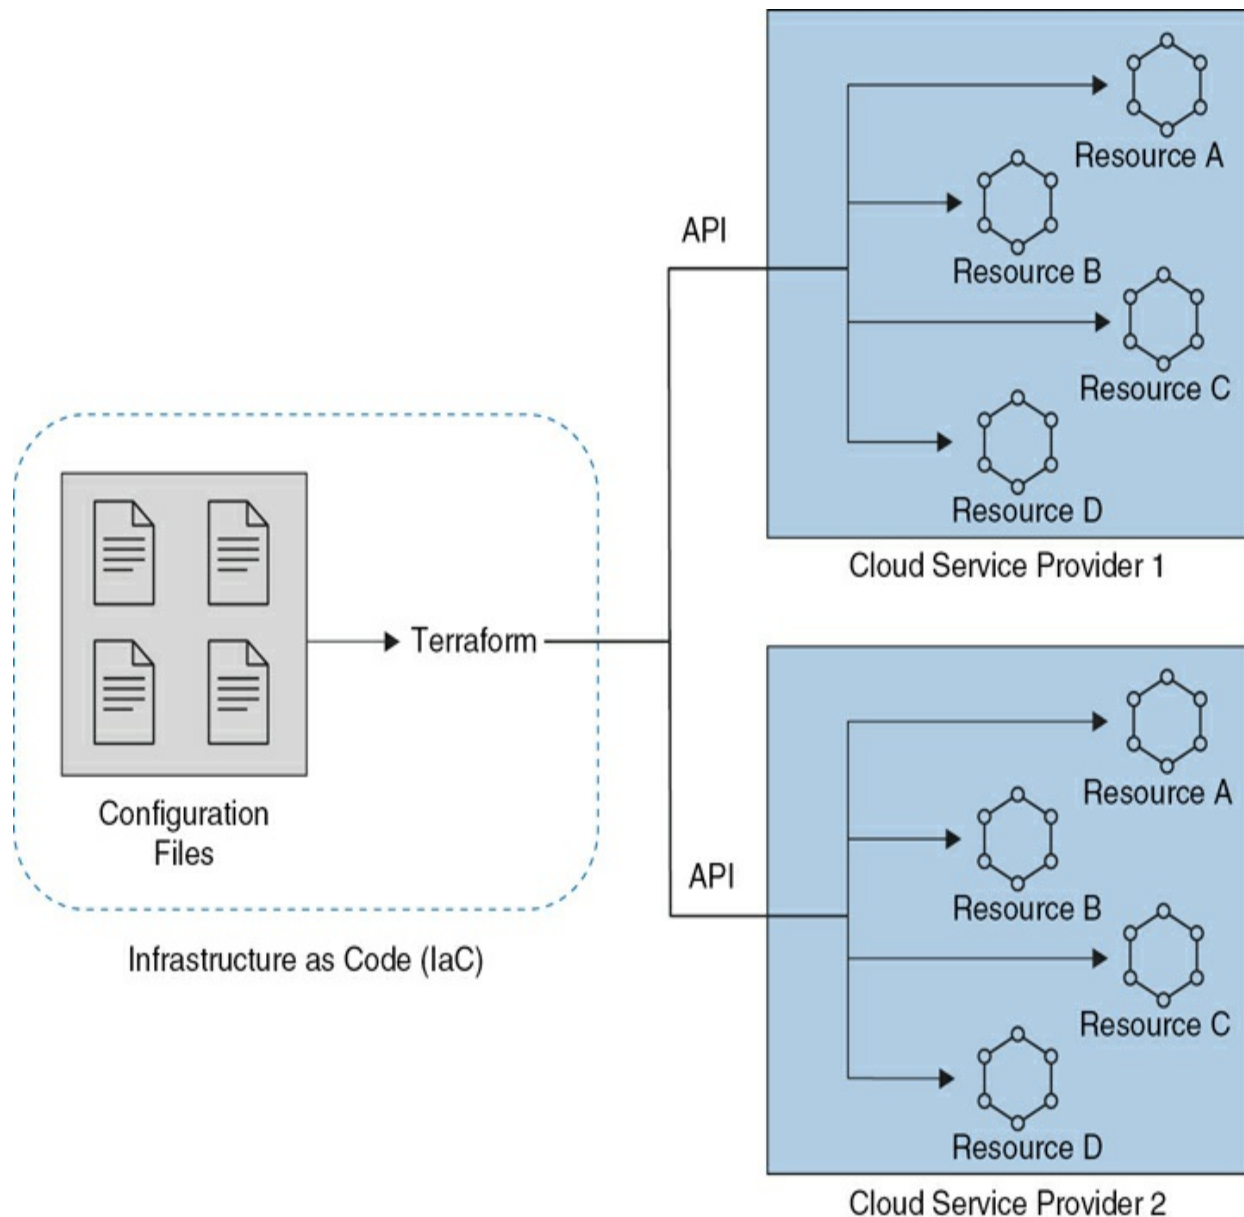 Configuration
Files
Terraform
Infrastructure as Code (IaC)
API
Resource A
Resource B
Resource C
Resource D
Cloud Service Provider 1
API
Resource A
Resource B
Resource C
Resource D
Cloud Service Provider 2